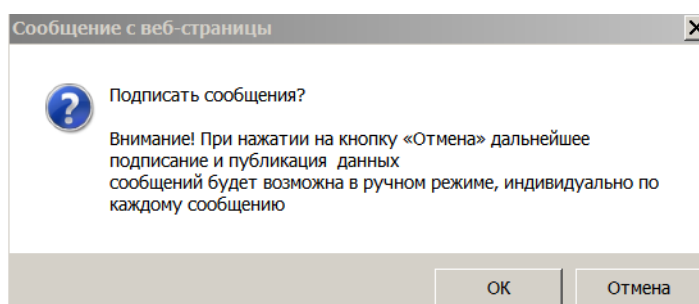 Сообщение с веб-страницы
Подписать сообщения?
Внимание! При нажатии на кнопку «Отмена» дальнейшее
подписание и публикация данных
сообщений будет возможна в ручном режиме, индивидуально по
каждому сообщению
ОК
Отмена